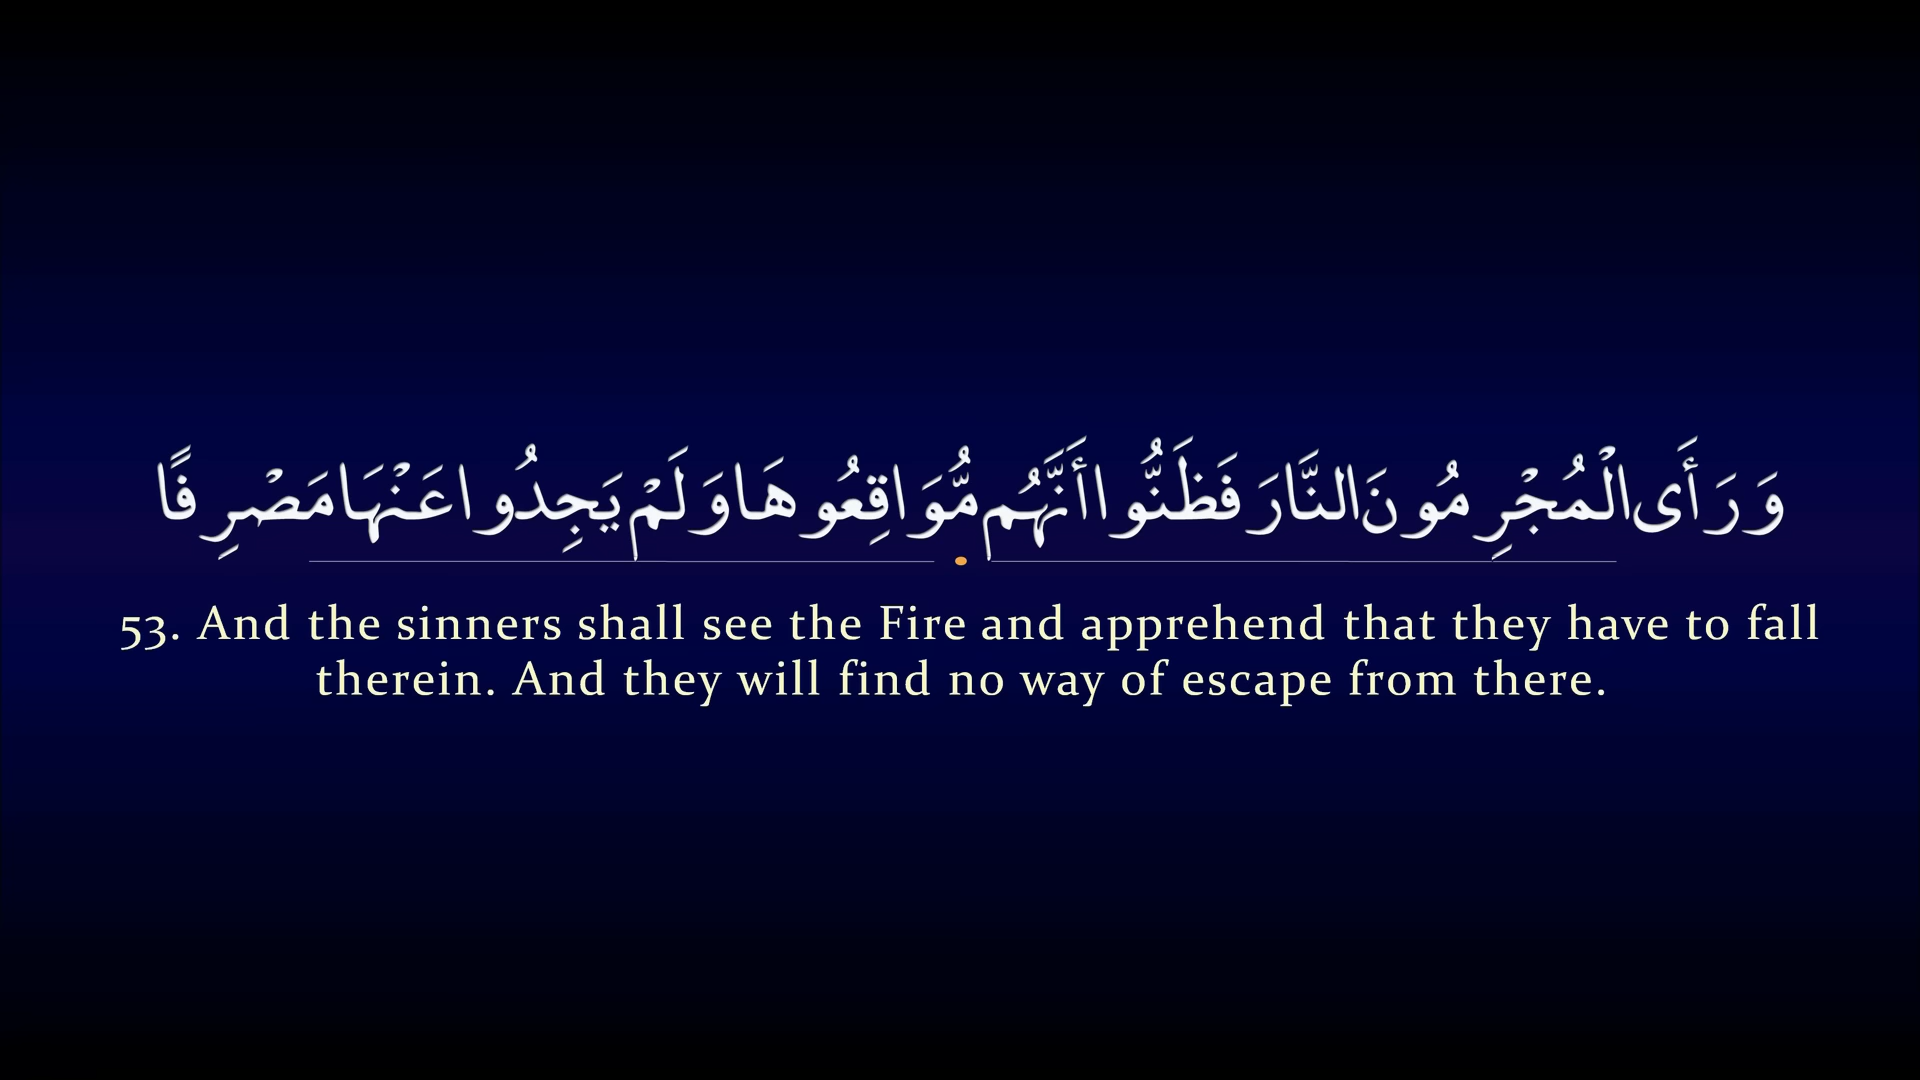 وَرَأَى الْمُجْرِمُونَ النَّارَ فَظَنُّوا أَنَّهُم مُّوَاقِعُوهَا وَلَمْ يَجِدُوا عَنْهَا مَصْرِفًا
53. And the sinners shall see the Fire and apprehend that they have to fall
therein. And they will find no way of escape from there.